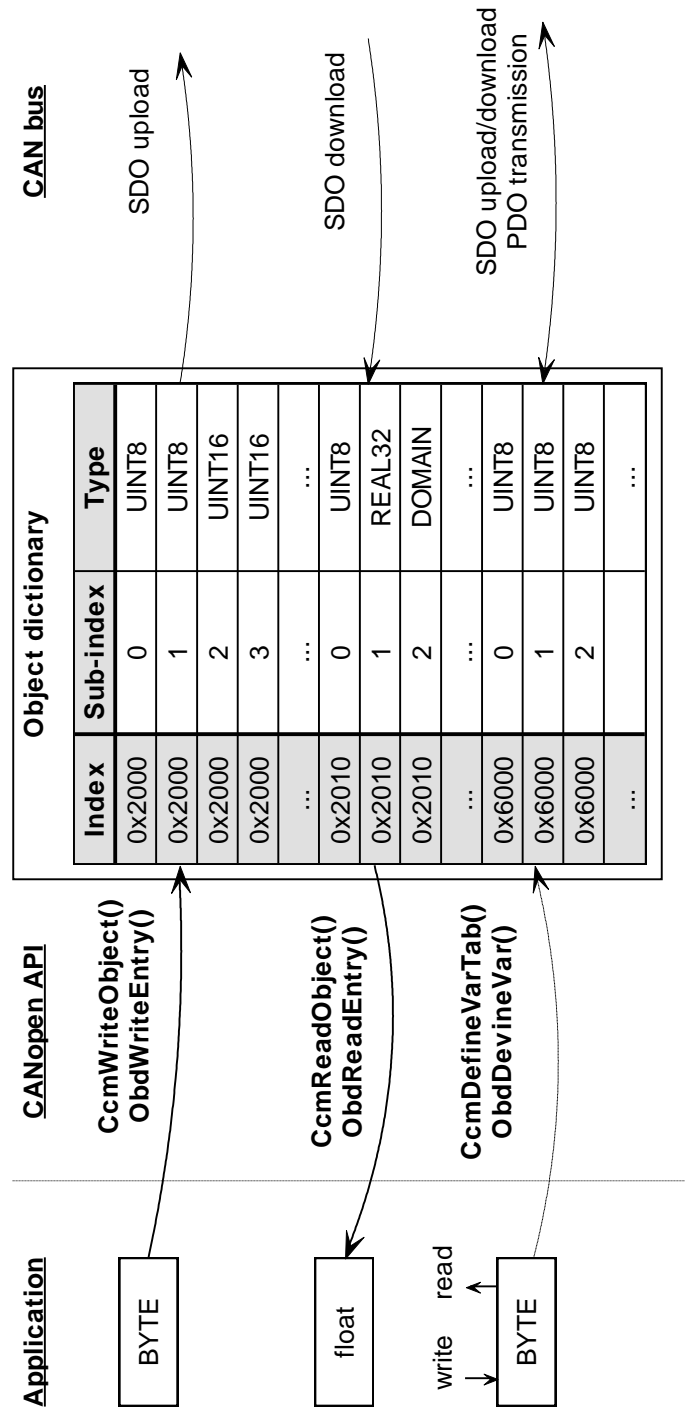 Application CANopen API CAN bus
Object dictionary
Index Sub-index Type
0x2000 0 UINT8
0x2000 1 UINT8
0x2000 2 UINT16
0x2000 3 UINT16
... ... ...
0x2010 0 UINT8
0x2010 1 REAL32
0x2010 2 DOMAIN
... ... ...
0x6000 0 UINT8
0x6000 1 UINT8
0x6000 2 UINT8
... ...
BYTE
CcmWriteObject()
ObdWriteEntry()
SDO upload
float
CcmReadObject()
ObdReadEntry()
SDO download
write read
BYTE
CcmDefineVarTab()
ObdDevineVar()
SDO upload/download
PDO transmission